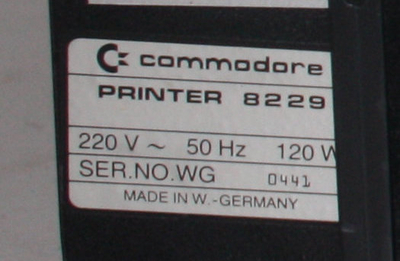 commodore
PRINTER 8229
220 V ~ 50 Hz 120 W
SER.NO.WG 0441
MADE IN W.-GERMANY